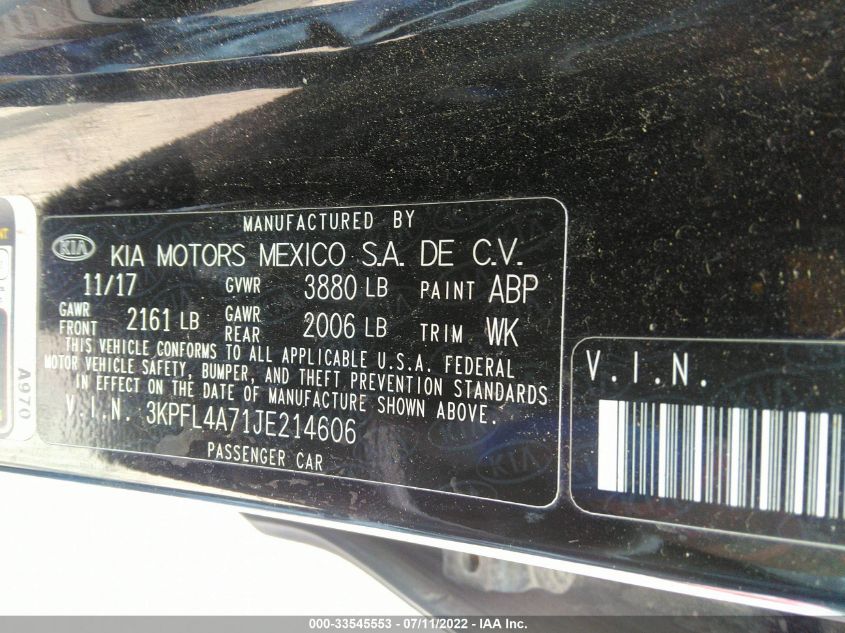 MANUFACTURED BY
KIA KIA MOTORS MEXICO S.A. DE C.V.
11/17 GVWR 3880 LB PAINT ABP
GAWR FRONT 2161 LB GAWR REAR 2006 LB TRIM WK
THIS VEHICLE CONFORMS TO ALL APPLICABLE U.S.A. FEDERAL
MOTOR VEHICLE SAFETY, BUMPER, AND THEFT PREVENTION STANDARDS
IN EFFECT ON THE DATE OF MANUFACTURE SHOWN ABOVE.
V.I.N. 3KPFL4A71JE214606
PASSENGER CAR
A970
V.I.N.
000-33545553 - 07/11/2022 - IAA Inc.